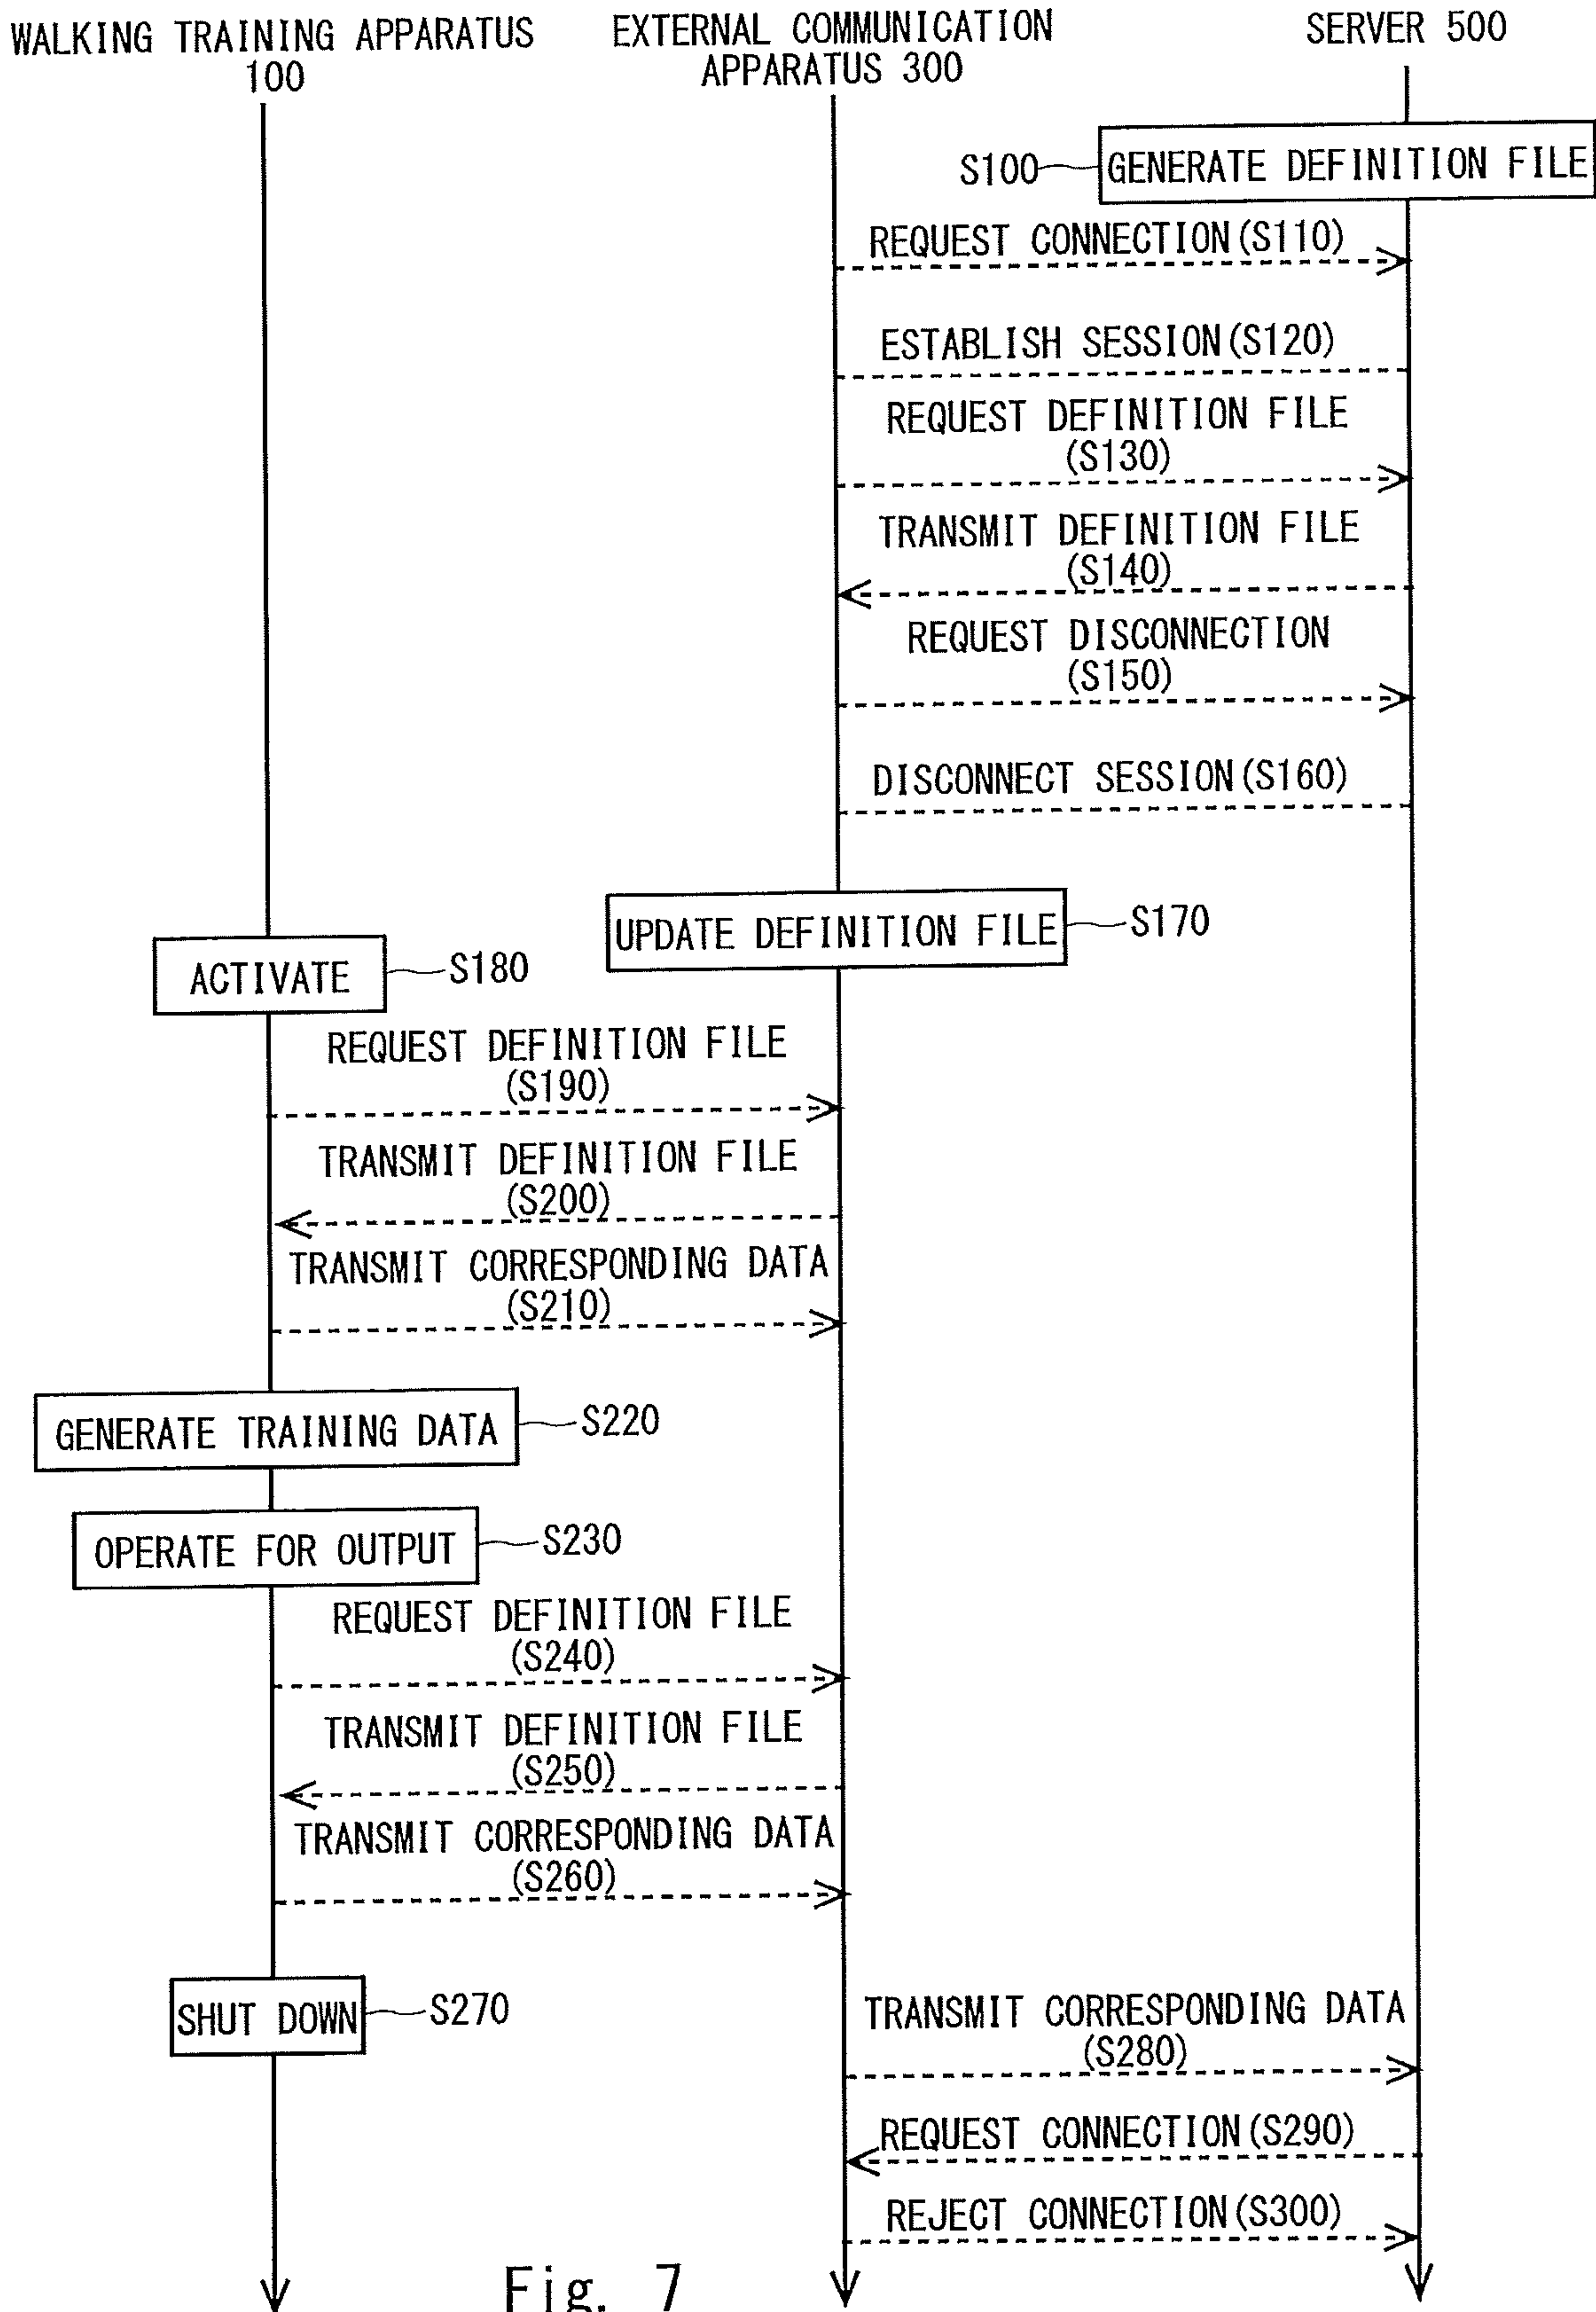 WALKING TRAINING APPARATUS
100
EXTERNAL COMMUNICATION
APPARATUS 300
SERVER 500
S100
GENERATE DEFINITION FILE
REQUEST CONNECTION(S110)
ESTABLISH SESSION(S120)
REQUEST DEFINITION FILE
(S130)
TRANSMIT DEFINITION FILE
(S140)
REQUEST DISCONNECTION
(S150)
DISCONNECT SESSION(S160)
UPDATE DEFINITION FILE
S170
ACTIVATE
S180
REQUEST DEFINITION FILE
(S190)
TRANSMIT DEFINITION FILE
(S200)
TRANSMIT CORRESPONDING DATA
(S210)
GENERATE TRAINING DATA
S220
OPERATE FOR OUTPUT
S230
REQUEST DEFINITION FILE
(S240)
TRANSMIT DEFINITION FILE
(S250)
TRANSMIT CORRESPONDING DATA
(S260)
SHUT DOWN
S270
TRANSMIT CORRESPONDING DATA
(S280)
REQUEST CONNECTION(S290)
REJECT CONNECTION(S300)
Fig. 7